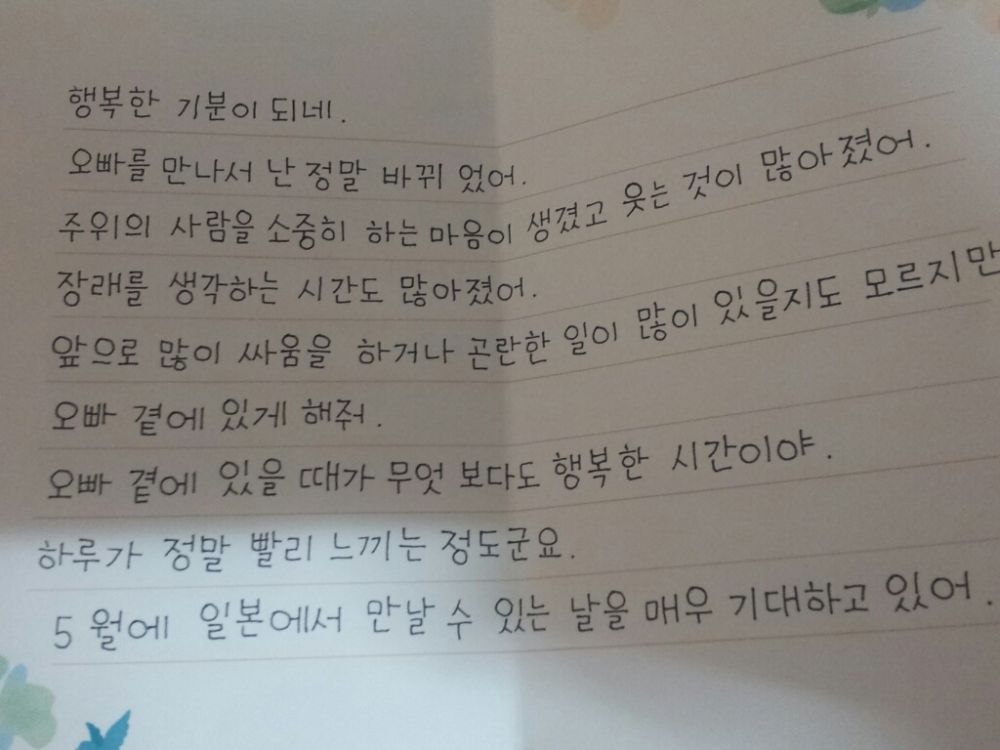 행복한 기분이 되네.
오빠를 만나서 난 정말 바뀌 었어.
주위의 사람을 소중히 하는 마음이 생겼고 웃는 것이 많아졌어.
장래를 생각하는 시간도 많아졌어.
앞으로 많이 싸움을 하거나 곤란한 일이 많이 있을지도 모르지만
오빠 곁에 있게 해줘.
오빠 곁에 있을 때가 무엇 보다도 행복한 시간이야.
하루가 정말 빨리 느끼는 정도군요.
5월에 일본에서 만날 수 있는 날을 매우 기대하고 있어.